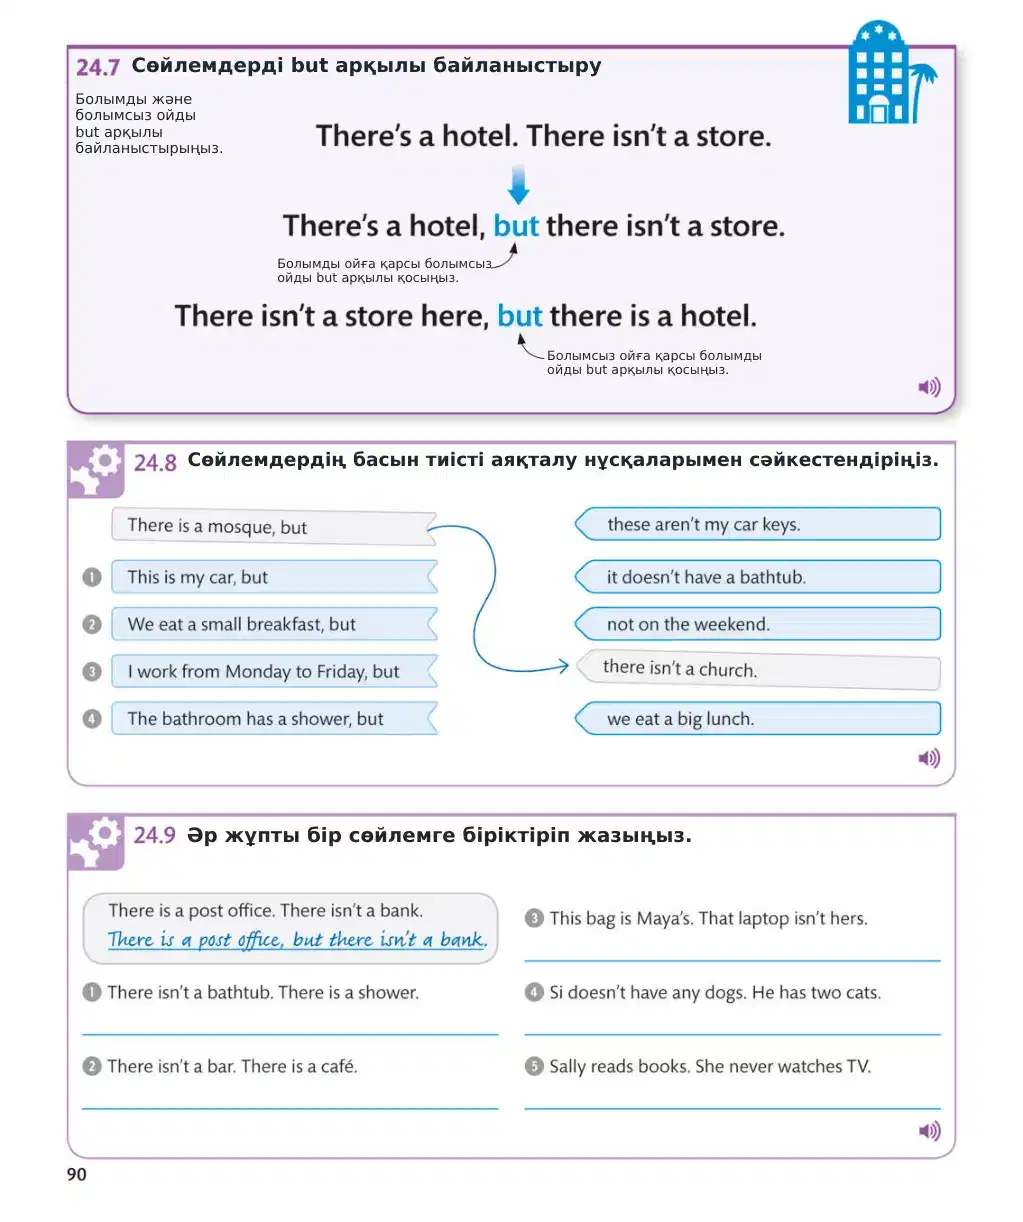 24.7 Сөйлемдерді but арқылы байланыстыру
Болымды және
болымсыз ойды
but арқылы
байланыстырыңыз.
There’s a hotel. There isn’t a store.
There’s a hotel, but there isn’t a store.
Болымды ойға қарсы болымсыз
ойды but арқылы қосыңыз.
There isn’t a store here, but there is a hotel.
Болымсыз ойға қарсы болымды
ойды but арқылы қосыңыз.
24.8 Сөйлемдердің басын тиісті аяқталу нұсқаларымен сәйкестендіріңіз.
There is a mosque, but
1 This is my car, but
2 We eat a small breakfast, but
3 I work from Monday to Friday, but
4 The bathroom has a shower, but
these aren’t my car keys.
it doesn’t have a bathtub.
not on the weekend.
there isn’t a church.
we eat a big lunch.
24.9 Әр жұпты бір сөйлемге біріктіріп жазыңыз.
There is a post office. There isn’t a bank.
There is a post office, but there isn’t a bank.
1 There isn’t a bathtub. There is a shower.
2 There isn’t a bar. There is a café.
3 This bag is Maya’s. That laptop isn’t hers.
4 Si doesn’t have any dogs. He has two cats.
5 Sally reads books. She never watches TV.
90